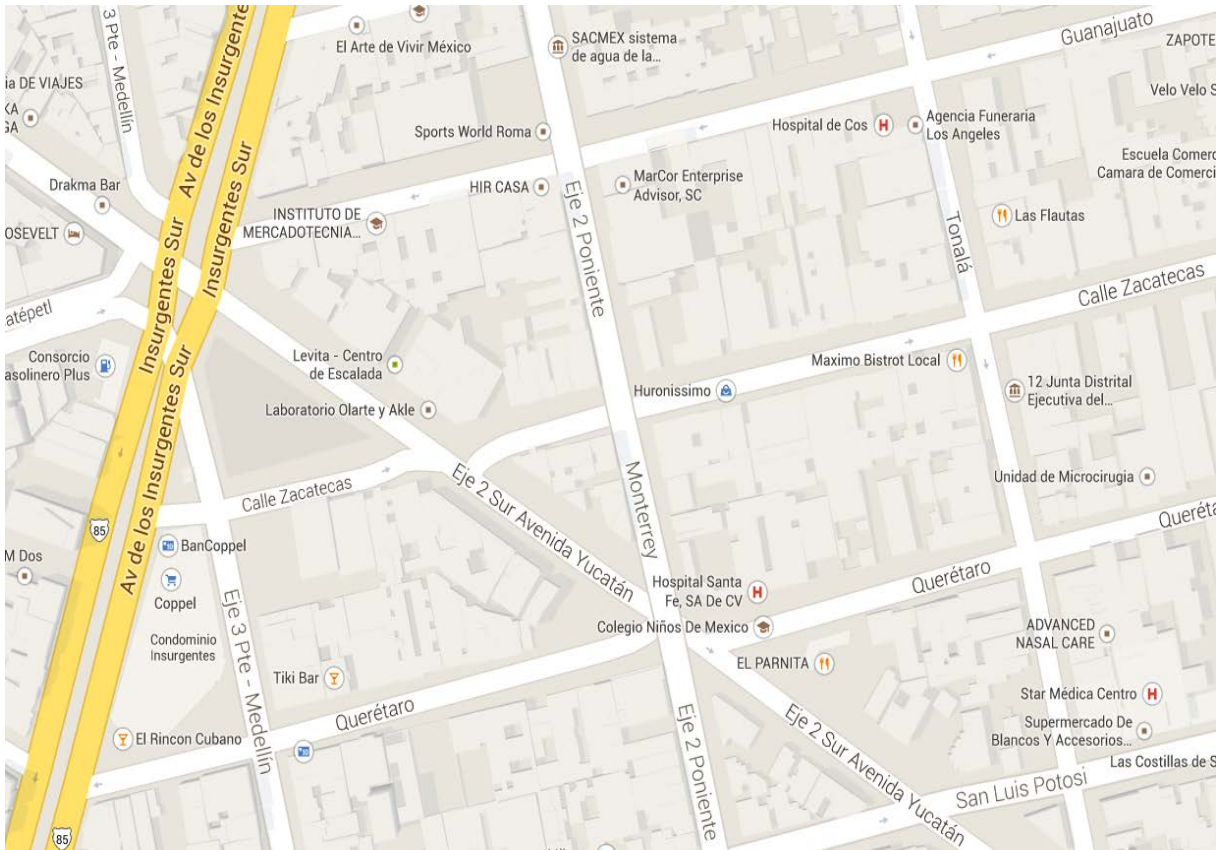 3 Pte - Medellín
Av de los Insurgentes
El Arte de Vivir México
SACMEX sistema
de agua de la...
Guanajuato
ZAPOTE
ia DE VIAJES
KA
GA
Insurgentes Sur
Sports World Roma
Hospital de Cos
H
Agencia Funeraria
Los Angeles
Velo Velo S
Escuela Comerc
Camara de Comerci
Drakma Bar
HIR CASA
MarCor Enterprise
Advisor, SC
Eje 2 Poniente
OSEVELT
INSTITUTO DE
MERCADOTECNIA...
Tonalá
Las Flautas
Insurgentes Sur
Calle Zacatecas
atépetl
Consorcio
asolinero Plus
Levita - Centro
de Escalada
Maximo Bistrot Local
Laboratorio Olarte y Akle
Huronissimo
12 Junta Distrital
Ejecutiva del...
Av de los Insurgentes Sur
Calle Zacatecas
Eje 2 Sur Avenida Yucatán
Monterrey
Unidad de Microcirugia
Queréta
85
M Dos
BanCoppel
Coppel
Hospital Santa
Fe, SA De CV
H
Querétaro
Condominio
Insurgentes
Eje 3 Pte - Medellín
Colegio Niños De Mexico
ADVANCED
NASAL CARE
Tiki Bar
EL PARNITA
Star Médica Centro
H
Querétaro
El Rincon Cubano
Eje 2 Poniente
Eje 2 Sur Avenida Yucatán
Supermercado De
Blancos Y Accesorios...
Las Costillas de S
San Luis Potosi
85